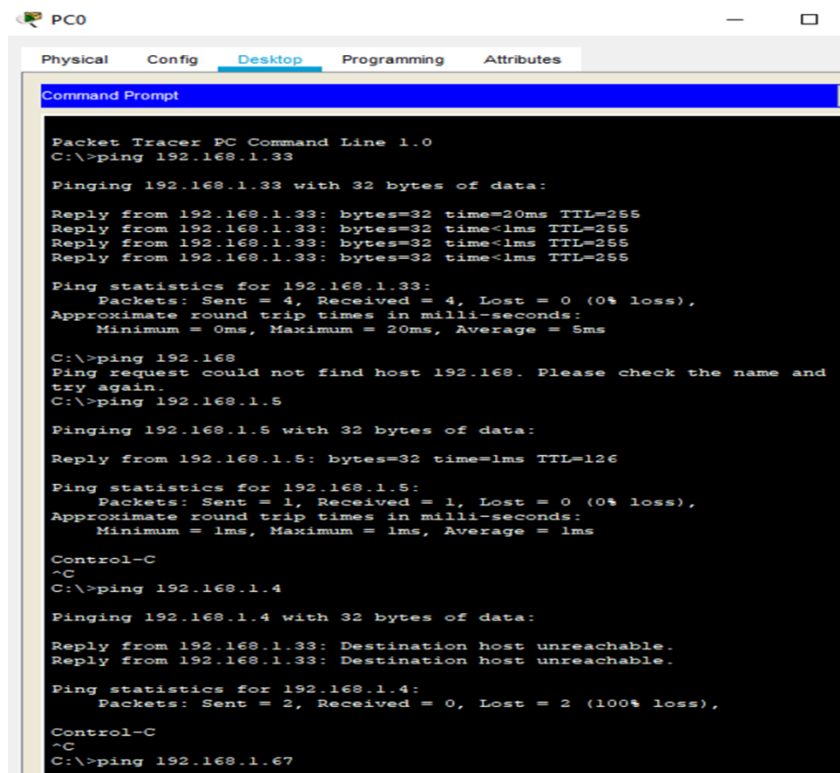 PC0
Physical Config Desktop Programming Attributes
Command Prompt
Packet Tracer PC Command Line 1.0
C:\>ping 192.168.1.33
Pinging 192.168.1.33 with 32 bytes of data:
Reply from 192.168.1.33: bytes=32 time=20ms TTL=255
Reply from 192.168.1.33: bytes=32 time<1ms TTL=255
Reply from 192.168.1.33: bytes=32 time<1ms TTL=255
Reply from 192.168.1.33: bytes=32 time<1ms TTL=255
Ping statistics for 192.168.1.33:
Packets: Sent = 4, Received = 4, Lost = 0 (0% loss),
Approximate round trip times in milli-seconds:
Minimum = 0ms, Maximum = 20ms, Average = 5ms
C:\>ping 192.168
Ping request could not find host 192.168. Please check the name and
try again.
C:\>ping 192.168.1.5
Pinging 192.168.1.5 with 32 bytes of data:
Reply from 192.168.1.5: bytes=32 time=1ms TTL=126
Ping statistics for 192.168.1.5:
Packets: Sent = 1, Received = 1, Lost = 0 (0% loss),
Approximate round trip times in milli-seconds:
Minimum = 1ms, Maximum = 1ms, Average = 1ms
Control-C
^C
C:\>ping 192.168.1.4
Pinging 192.168.1.4 with 32 bytes of data:
Reply from 192.168.1.33: Destination host unreachable.
Reply from 192.168.1.33: Destination host unreachable.
Ping statistics for 192.168.1.4:
Packets: Sent = 2, Received = 0, Lost = 2 (100% loss),
Control-C
^C
C:\>ping 192.168.1.67